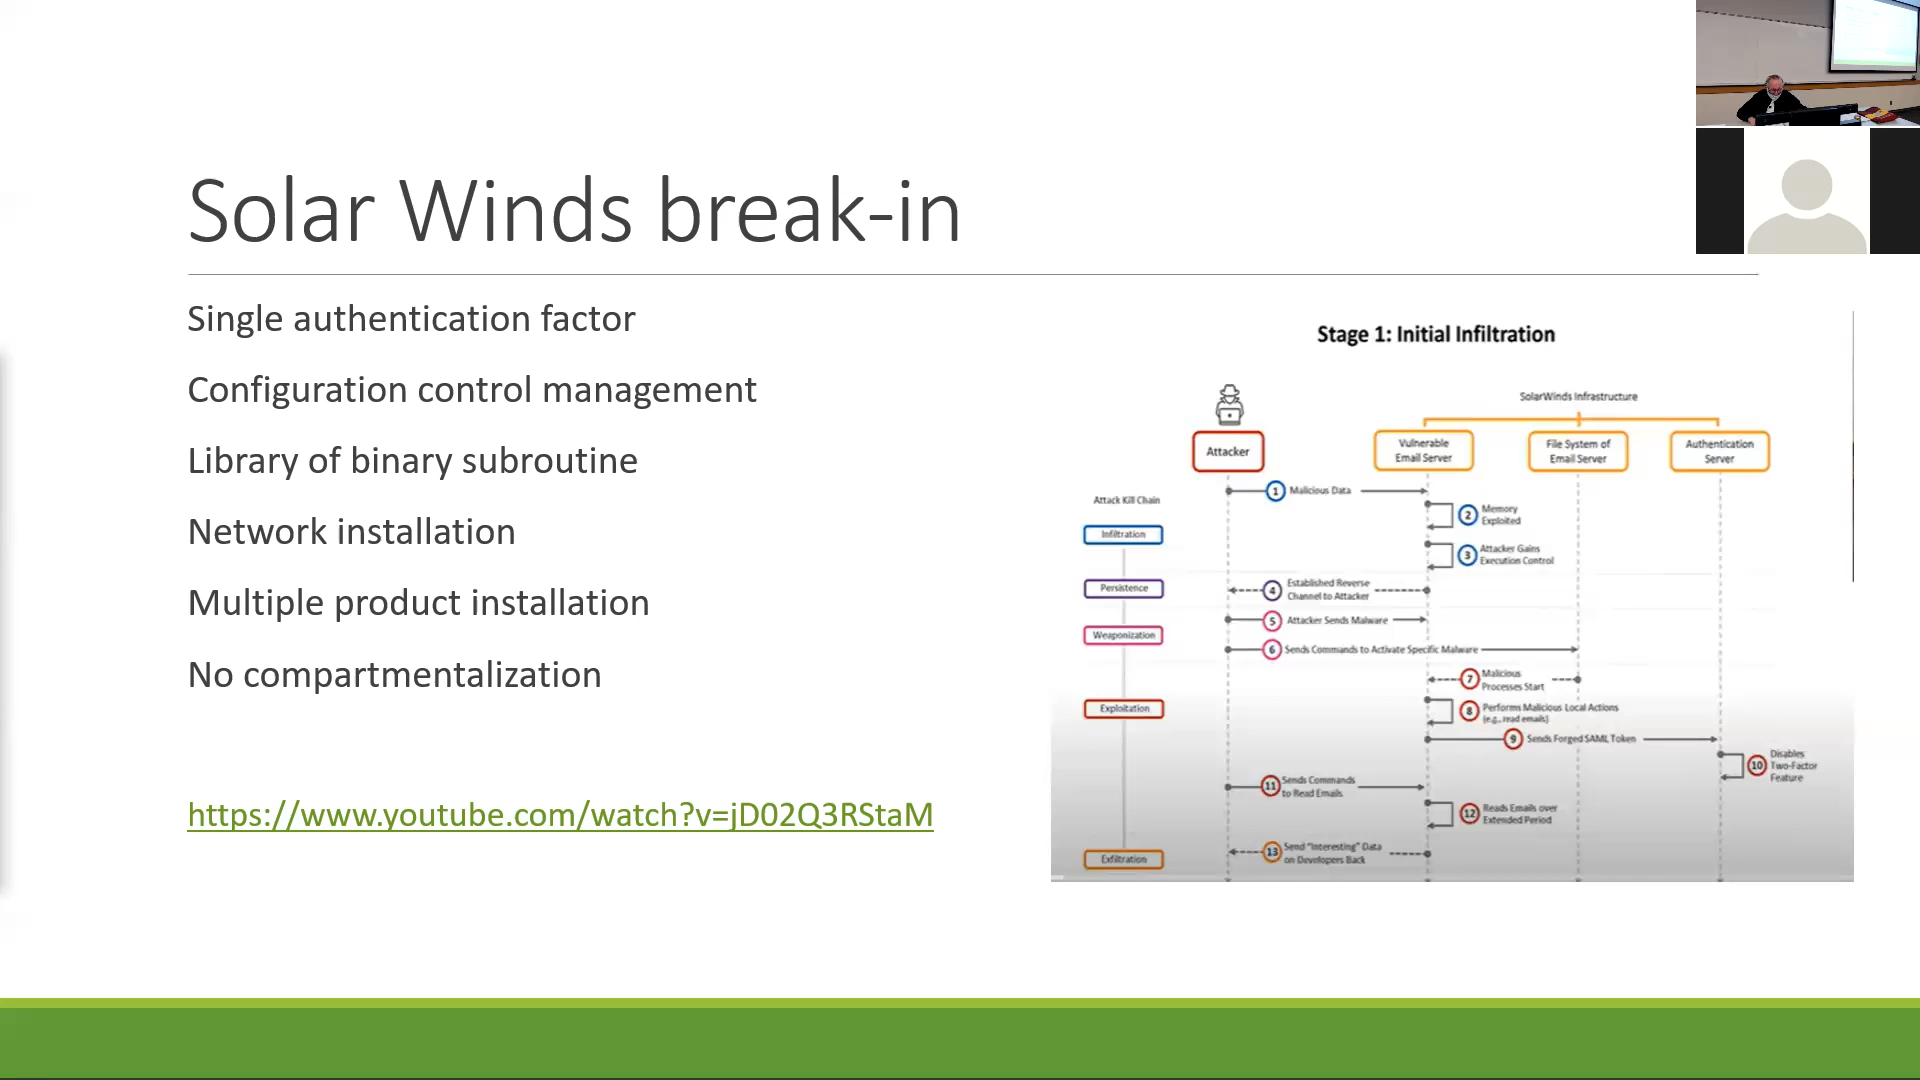 Solar Winds break-in
Single authentication factor
Configuration control management
Library of binary subroutine
Network installation
Multiple product installation
No compartmentalization
https://www.youtube.com/watch?v=jD02Q3RStaM
Stage 1: Initial Infiltration
SolarWinds Infrastructure
Attacker
Vulnerable
Email Server
File System of
Email Server
Authentication
Server
Attack Kill Chain
1 Malicious Data
2 Memory
Exploited
Infiltration
3 Attacker Gains
Execution Control
Persistence
4 Established Reverse
Channel to Attacker
Weaponization
5 Attacker Sends Malware
6 Sends Commands to Activate Specific Malware
7 Malicious
Processes Start
Exploitation
8 Performs Malicious Local Actions
(e.g., read emails)
9 Sends Forged SAML Token
10 Disables
Two-Factor
Feature
11 Sends Commands
to Read Emails
12 Reads Emails over
Extended Period
Exfiltration
13 Send "Interesting" Data
on Developers Back